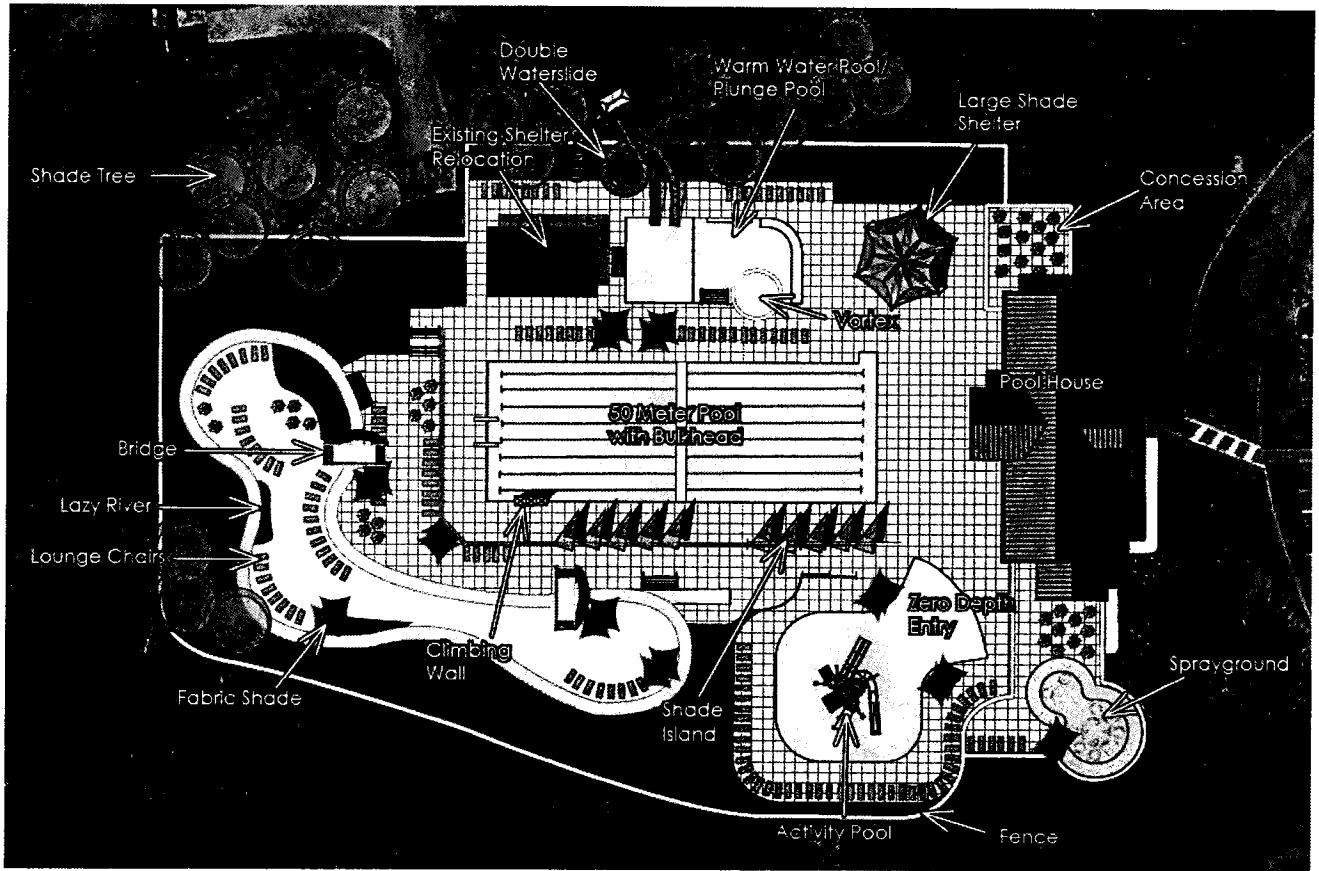 Double
Waterslide
Warm Water Pool/
Plunge Pool
Large Shade
Shelter
Existing Shelter
Relocation
Shade Tree
Concession
Area
Vortex
Pool House
50 Meter Pool
with Bulkhead
Bridge
Lazy River
Lounge Chairs
Zero Depth
Entry
Climbing
Wall
Sprayground
Fabric Shade
Shade
Island
Activity Pool
Fence